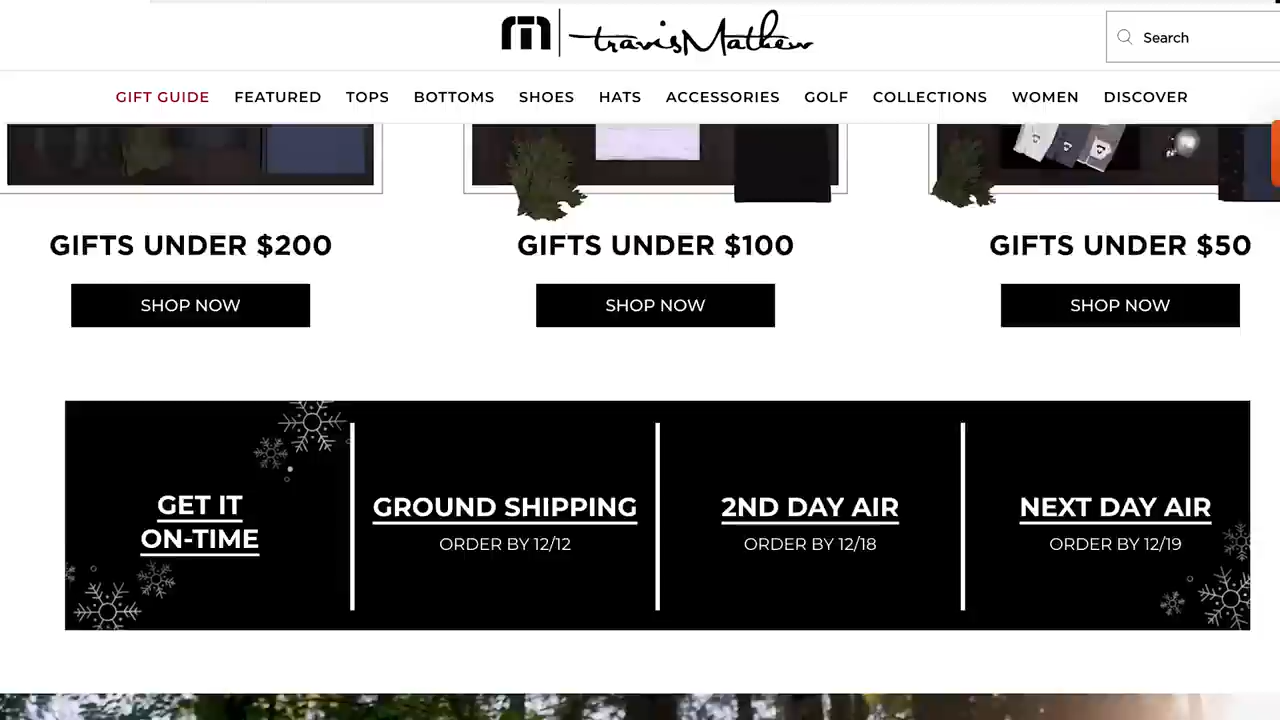 travisMathew
Search
GIFT GUIDE FEATURED TOPS BOTTOMS SHOES HATS ACCESSORIES GOLF COLLECTIONS WOMEN DISCOVER
GIFTS UNDER $200
SHOP NOW
GIFTS UNDER $100
SHOP NOW
GIFTS UNDER $50
SHOP NOW
GET IT
ON-TIME
GROUND SHIPPING
ORDER BY 12/12
2ND DAY AIR
ORDER BY 12/18
NEXT DAY AIR
ORDER BY 12/19